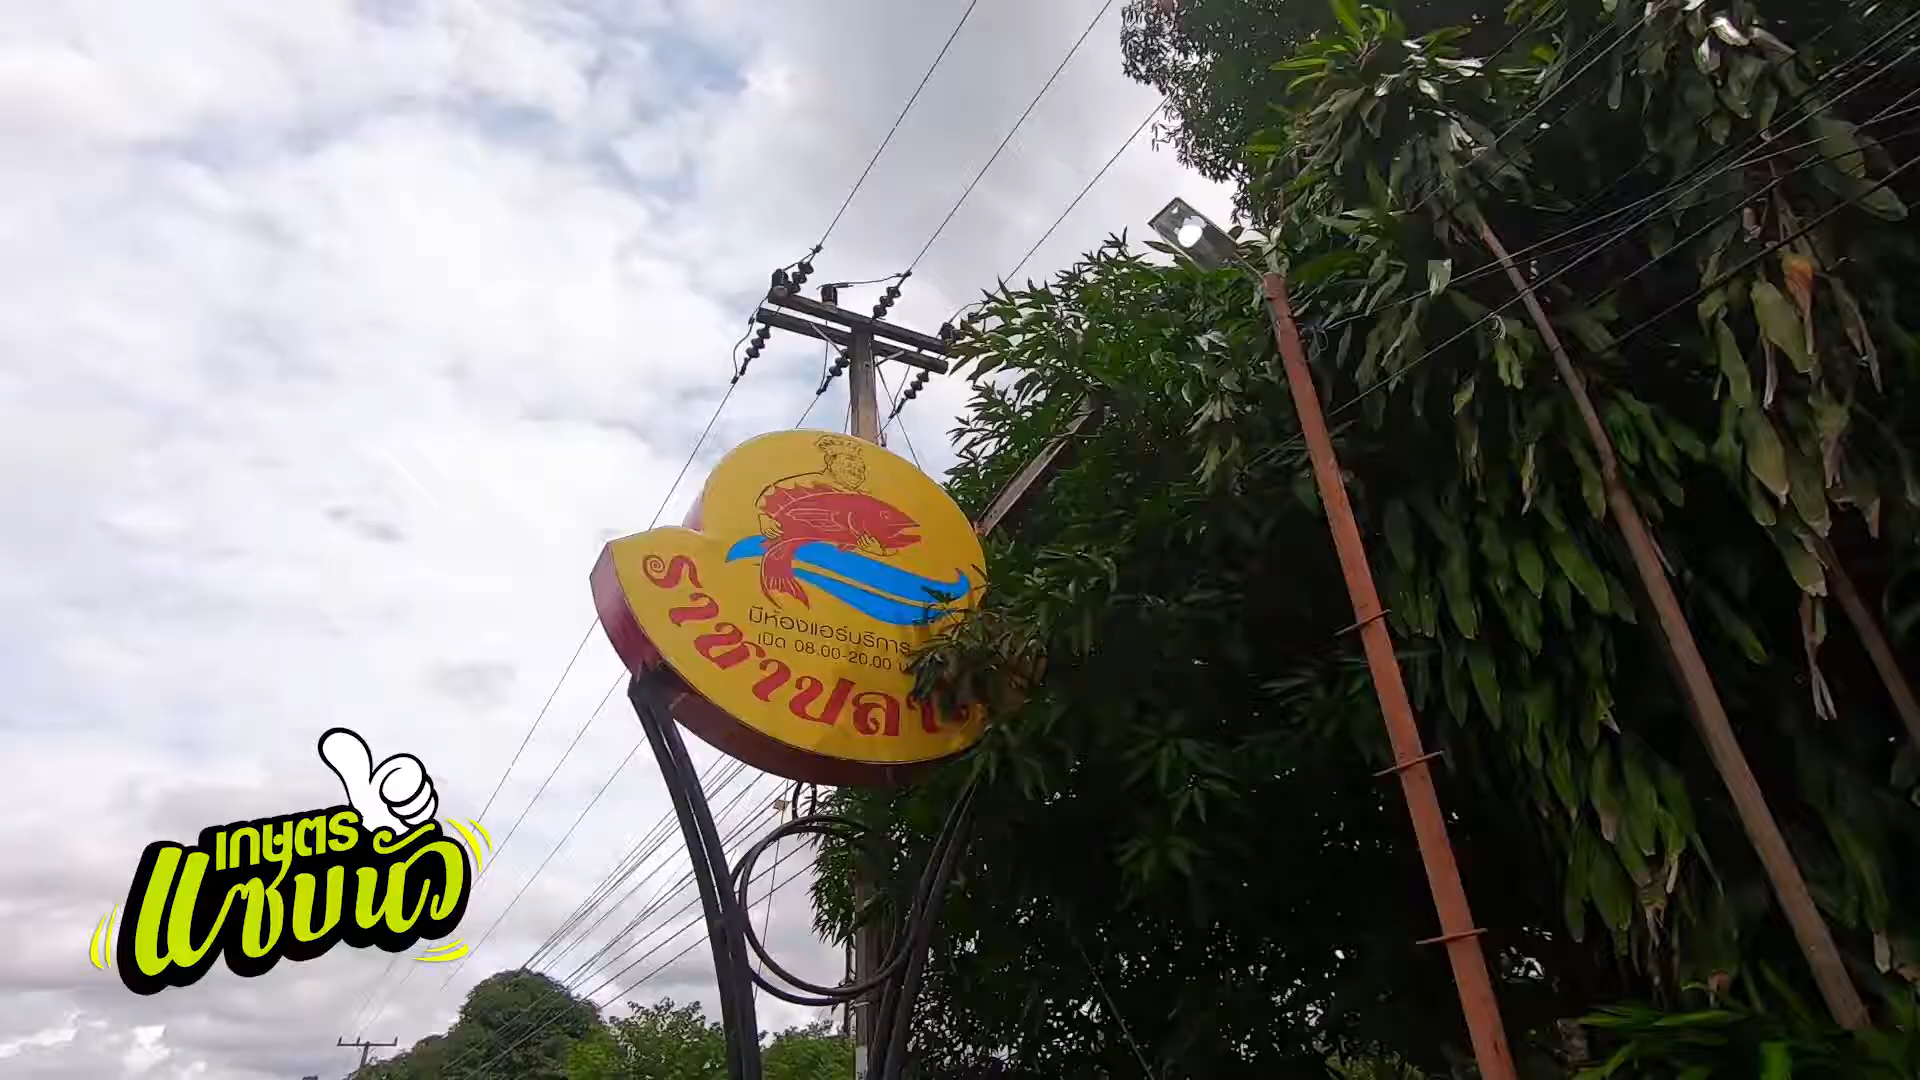 มีห้องแอร์บริการ
เปิด 08.00-20.00 น
ราชาปลา
เกษตร
แซบนัว